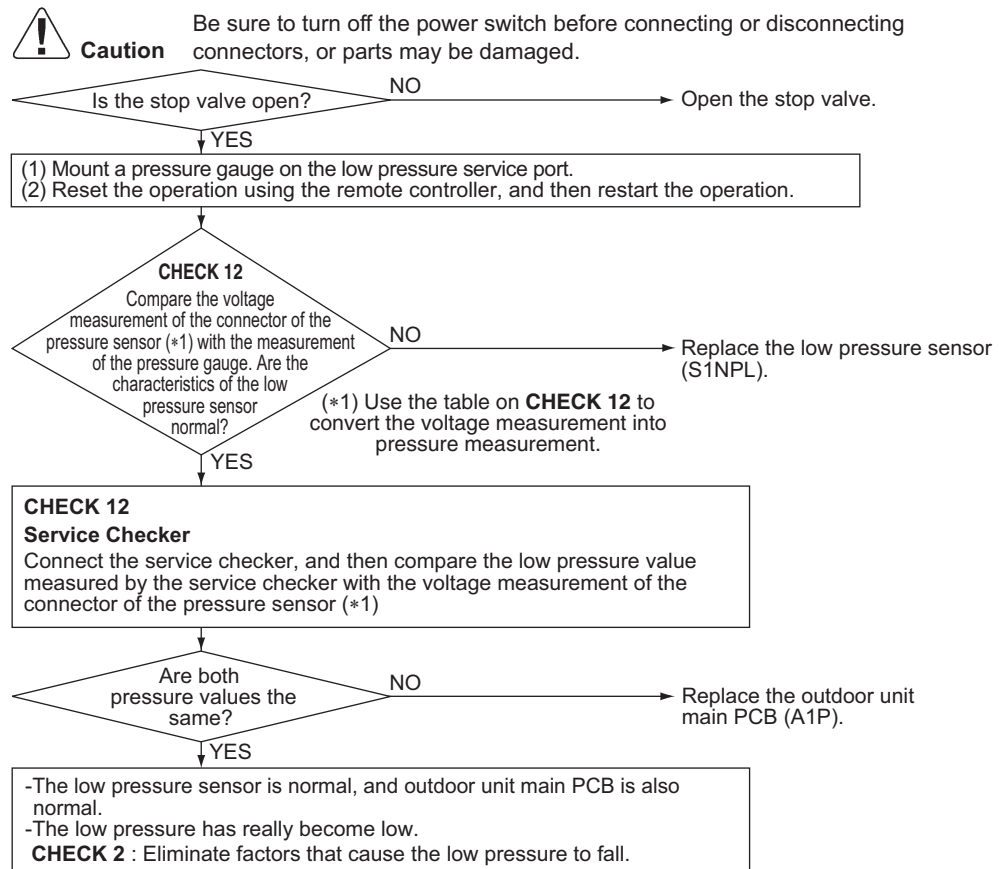 Be sure to turn off the power switch before connecting or disconnecting
Caution connectors, or parts may be damaged.
Is the stop valve open?
NO
Open the stop valve.
YES
(1) Mount a pressure gauge on the low pressure service port.
(2) Reset the operation using the remote controller, and then restart the operation.
CHECK 12
Compare the voltage
measurement of the connector of the
pressure sensor (*1) with the measurement
of the pressure gauge. Are the
characteristics of the low
pressure sensor
normal?
NO
Replace the low pressure sensor
(S1NPL).
(*1) Use the table on CHECK 12 to
convert the voltage measurement into
pressure measurement.
YES
CHECK 12
Service Checker
Connect the service checker, and then compare the low pressure value
measured by the service checker with the voltage measurement of the
connector of the pressure sensor (*1)
Are both
pressure values the
same?
NO
Replace the outdoor unit
main PCB (A1P).
YES
-The low pressure sensor is normal, and outdoor unit main PCB is also
normal.
-The low pressure has really become low.
CHECK 2 : Eliminate factors that cause the low pressure to fall.